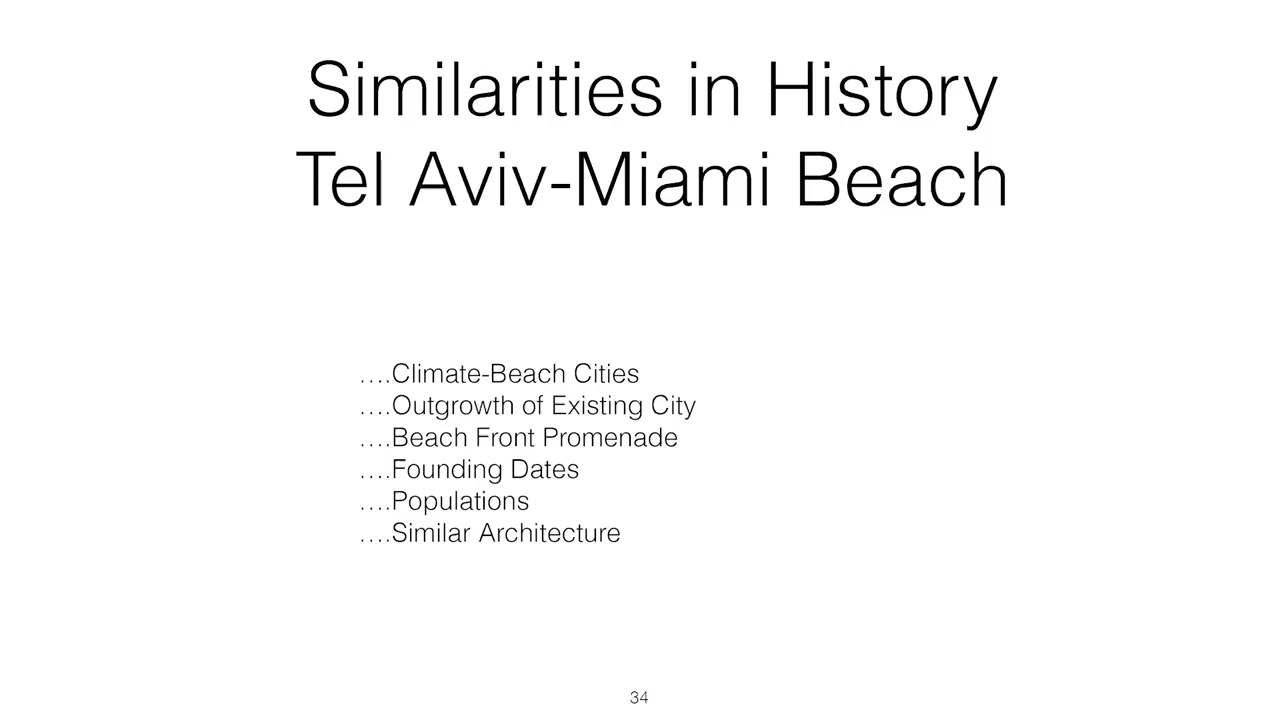 Similarities in History
Tel Aviv-Miami Beach
....Climate-Beach Cities
....Outgrowth of Existing City
....Beach Front Promenade
....Founding Dates
....Populations
....Similar Architecture
34